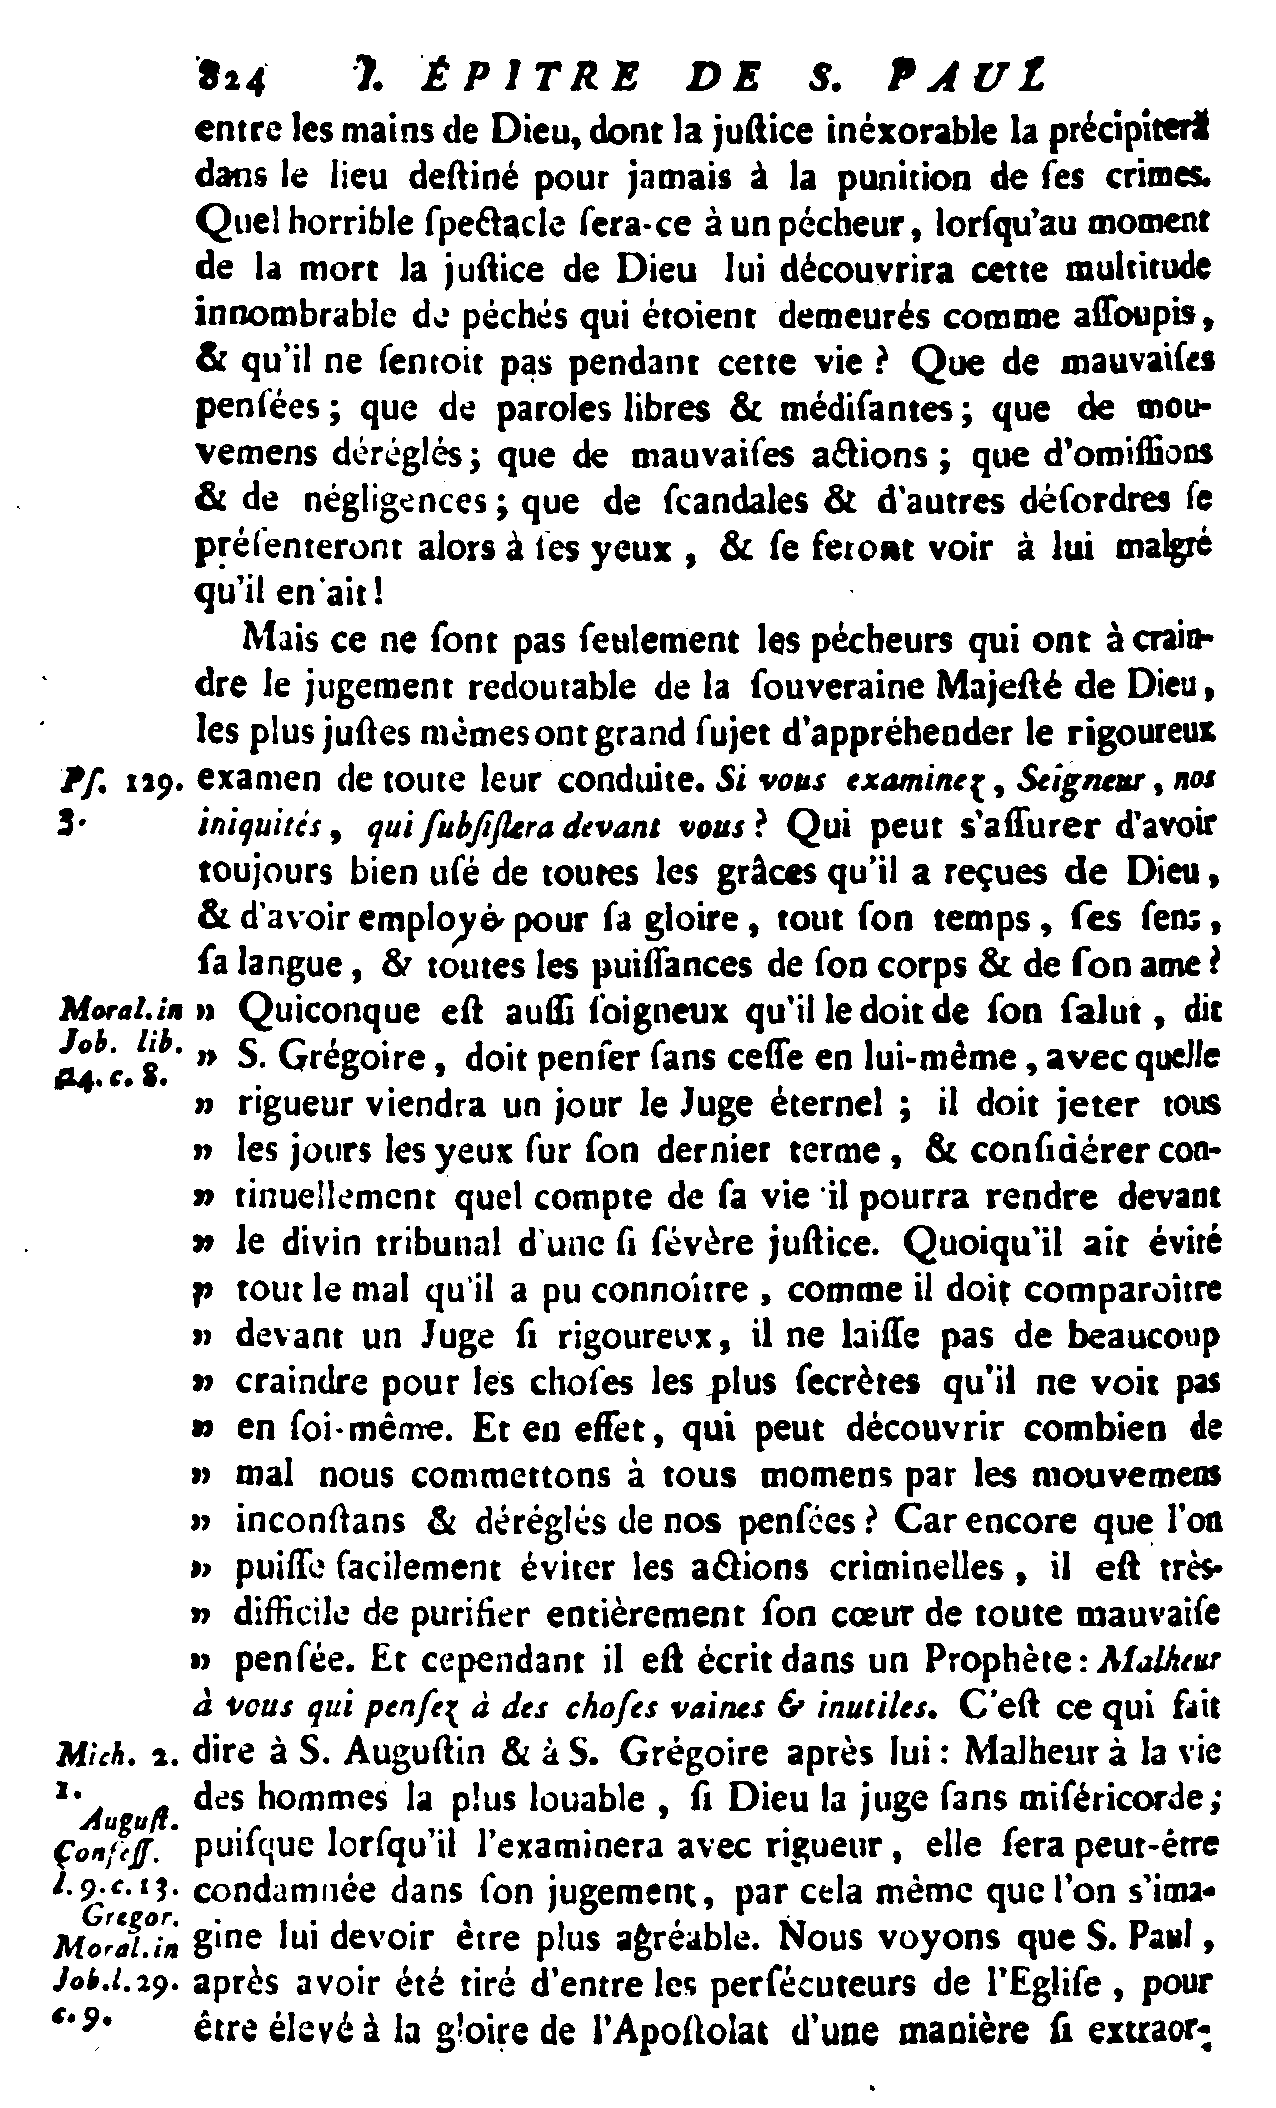 824 I. ÉPITRE DE S. PAUL
entre les mains de Dieu, dont la juſtice inéxorable la précipitera
dans le lieu deſtiné pour jamais à la punition de ſes crimes.
Quel horrible ſpectacle ſera-ce à un pécheur, lorſqu'au moment
de la mort la juſtice de Dieu lui découvrira cette multitude
innombrable de péchés qui étoient demeurés comme aſſoupis,
& qu'il ne ſentoit pas pendant cette vie ? Que de mauvaiſes
penſées ; que de paroles libres & médiſantes ; que de mou-
vemens déréglés ; que de mauvaiſes actions ; que d'omiſſions
& de négligences ; que de ſcandales & d'autres déſordres ſe
préſenteront alors à ſes yeux , & ſe feront voir à lui malgré
qu'il en ait !
Mais ce ne ſont pas ſeulement les pécheurs qui ont à crain-
dre le jugement redoutable de la ſouveraine Majeſté de Dieu ,
les plus juſtes mêmes ont grand ſujet d'appréhender le rigoureux
Pſ. 129. examen de toute leur conduite. Si vous examinez , Seigneur , nos
3. iniquités , qui ſubſiſtera devant vous ? Qui peut s'aſſurer d'avoir
toujours bien uſé de toutes les grâces qu'il a reçues de Dieu ,
& d'avoir employé pour ſa gloire , tout ſon temps , ſes ſens ,
ſa langue , & toutes les puiſſances de ſon corps & de ſon ame ?
Moral. in » Quiconque eſt auſſi ſoigneux qu'il le doit de ſon ſalut , dit
Job. lib. » S. Grégoire , doit penſer ſans ceſſe en lui-même , avec quelle
24. c. 8.
» rigueur viendra un jour le Juge éternel ; il doit jeter tous
» les jours les yeux ſur ſon dernier terme , & conſidérer con-
» tinuellement quel compte de ſa vie il pourra rendre devant
» le divin tribunal d'une ſi ſévère juſtice. Quoiqu'il ait évité
» tout le mal qu'il a pu connoître , comme il doit comparoître
» devant un Juge ſi rigoureux , il ne laiſſe pas de beaucoup
» craindre pour les choſes les plus ſecrètes qu'il ne voit pas
» en ſoi-même. Et en effet , qui peut découvrir combien de
» mal nous commettons à tous momens par les mouvemens
» inconſtans & déréglés de nos penſées ? Car encore que l'on
» puiſſe facilement éviter les actions criminelles , il eſt très-
» difficile de purifier entièrement ſon cœur de toute mauvaiſe
» penſée. Et cependant il eſt écrit dans un Prophète : Malheur
à vous qui penſez à des choſes vaines & inutiles. C'eſt ce qui fait
Mich. 2. dire à S. Auguſtin & à S. Grégoire après lui : Malheur à la vie
1. des hommes la plus louable , ſi Dieu la juge ſans miſéricorde ;
Auguſt.
Confeſſ. puiſque lorſqu'il l'examinera avec rigueur , elle ſera peut-être
l. 9. c. 13. condamnée dans ſon jugement , par cela même que l'on s'ima-
Gregor.
Moral. in gine lui devoir être plus agréable. Nous voyons que S. Paul ,
Job. l. 29. après avoir été tiré d'entre les perſécuteurs de l'Egliſe , pour
c. 9. être élevé à la gloire de l'Apoſtolat d'une manière ſi extraor-